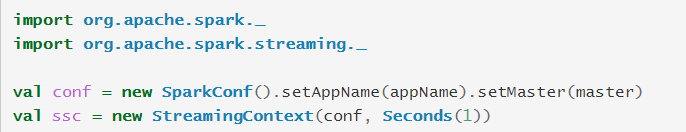 import org.apache.spark._
import org.apache.spark.streaming._
val conf = new SparkConf().setAppName(appName).setMaster(master)
val ssc = new StreamingContext(conf, Seconds(1))